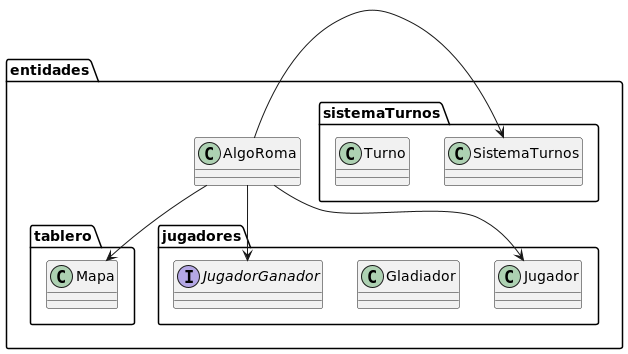 entidades
sistemaTurnos
C AlgoRoma
C Turno
C SistemaTurnos
tablero
jugadores
C Mapa
I JugadorGanador
C Gladiador
C Jugador